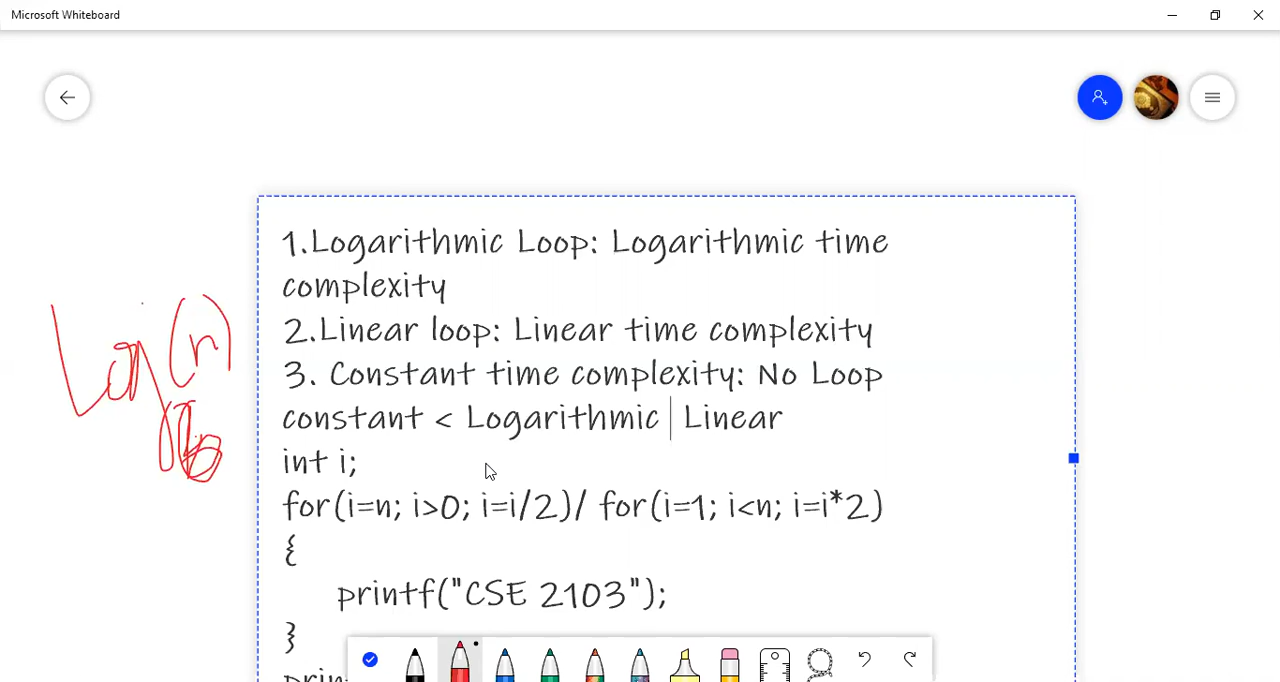 Microsoft Whiteboard
1.Logarithmic Loop: Logarithmic time
complexity
2.Linear loop: Linear time complexity
3. Constant time complexity: No Loop
constant < Logarithmic Linear
int i;
for(i=n; i>0; i=i/2)/ for(i=1; i<n; i=i*2)
{
printf("CSE 2103");
}
Log(n)